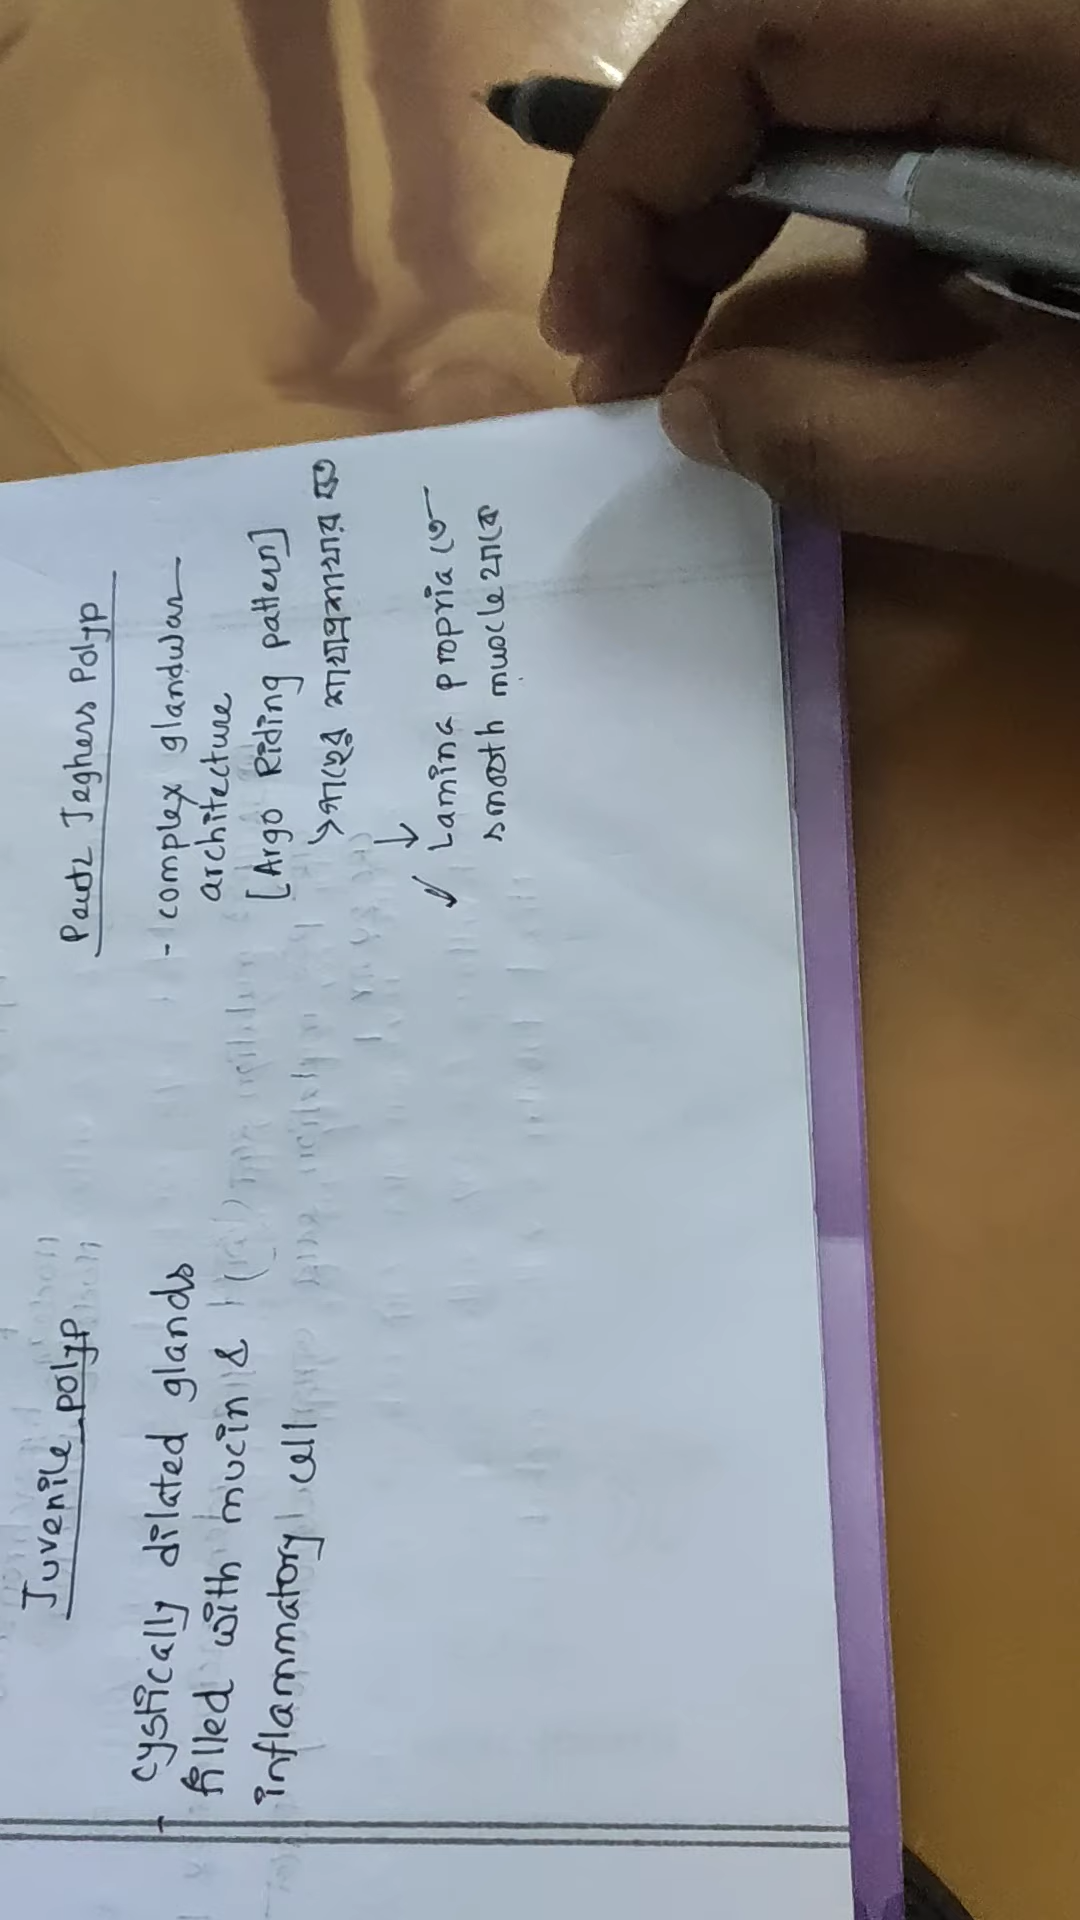 Juvenile polyp
- cystically dilated glands
filled with mucin &
inflammatory cell
Peutz Jeghers Polyp
- complex glandular
architecture
[Argo Riding pattern]
↳ গাছের শাখাপ্রশাখার মত
↓
✓ Lamina propria তে
smooth muscle থাকে